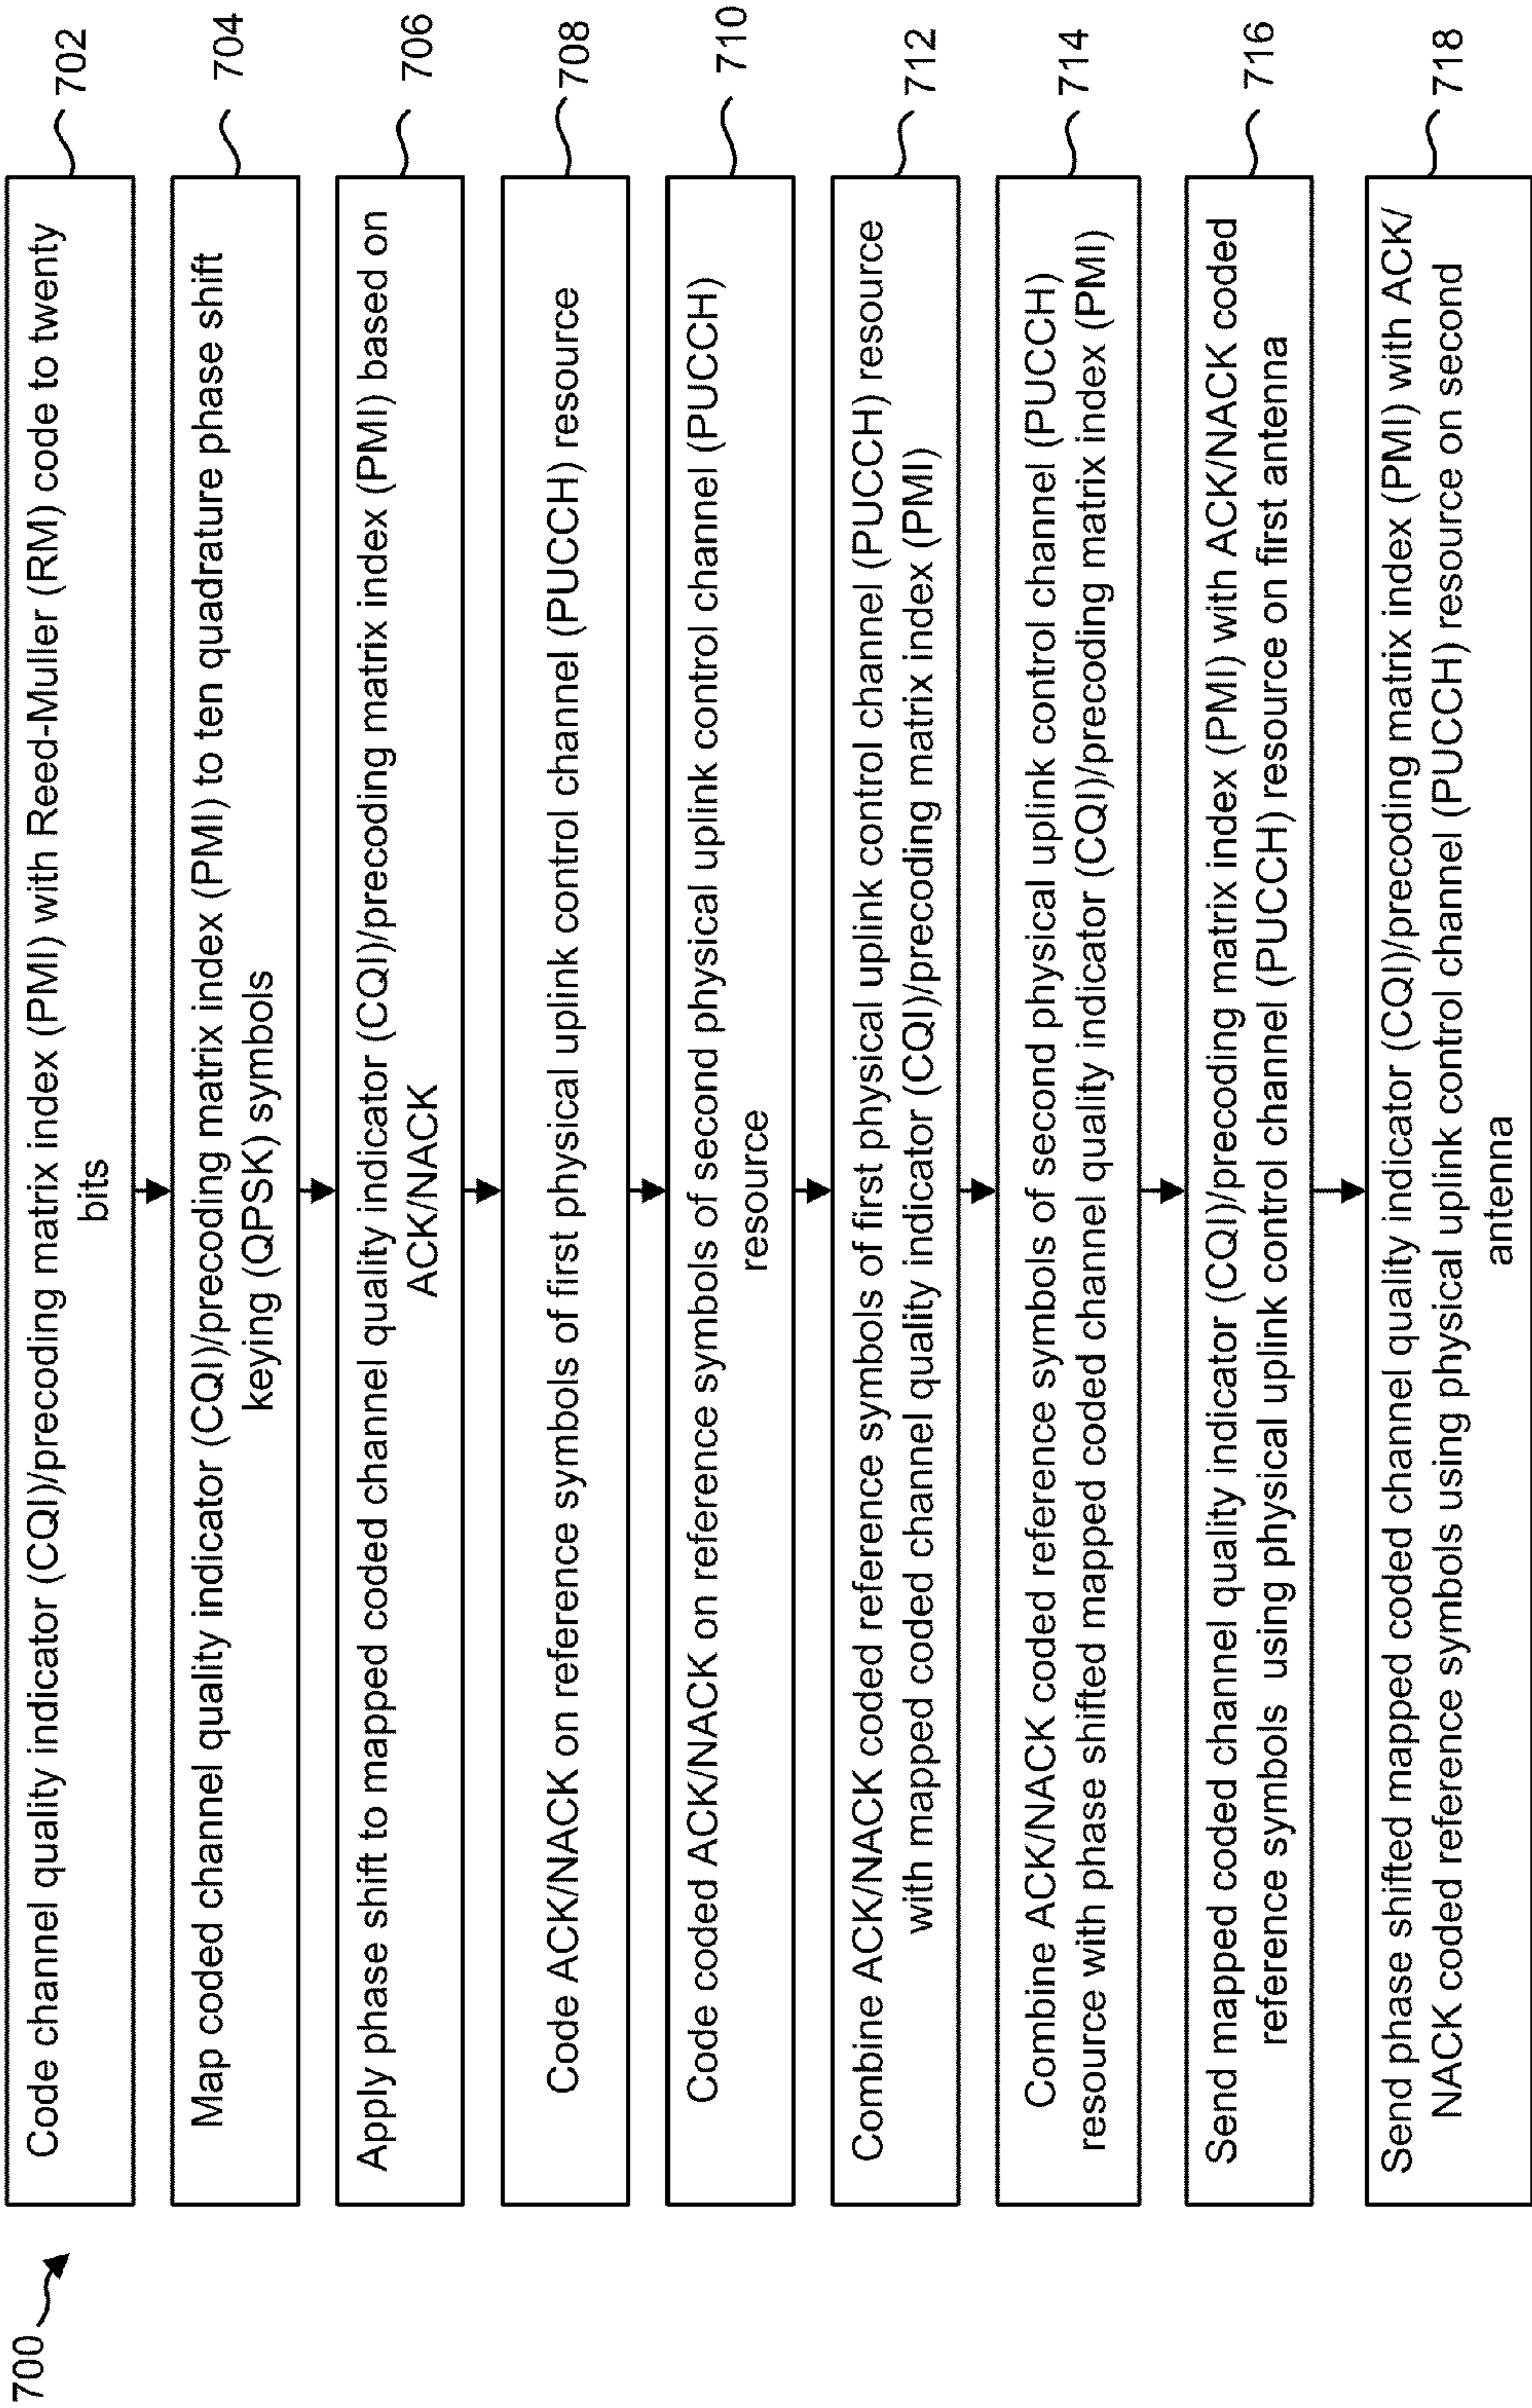 700
Code channel quality indicator (CQI)/precoding matrix index (PMI) with Reed-Muller (RM) code to twenty
bits
702
Map coded channel quality indicator (CQI)/precoding matrix index (PMI) to ten quadrature phase shift
keying (QPSK) symbols
704
Apply phase shift to mapped coded channel quality indicator (CQI)/precoding matrix index (PMI) based on
ACK/NACK
706
Code ACK/NACK on reference symbols of first physical uplink control channel (PUCCH) resource
708
Code coded ACK/NACK on reference symbols of second physical uplink control channel (PUCCH)
resource
710
Combine ACK/NACK coded reference symbols of first physical uplink control channel (PUCCH) resource
with mapped coded channel quality indicator (CQI)/precoding matrix index (PMI)
712
Combine ACK/NACK coded reference symbols of second physical uplink control channel (PUCCH)
resource with phase shifted mapped coded channel quality indicator (CQI)/precoding matrix index (PMI)
714
Send mapped coded channel quality indicator (CQI)/precoding matrix index (PMI) with ACK/NACK coded
reference symbols using physical uplink control channel (PUCCH) resource on first antenna
716
Send phase shifted mapped coded channel quality indicator (CQI)/precoding matrix index (PMI) with ACK/
NACK coded reference symbols using physical uplink control channel (PUCCH) resource on second
antenna
718